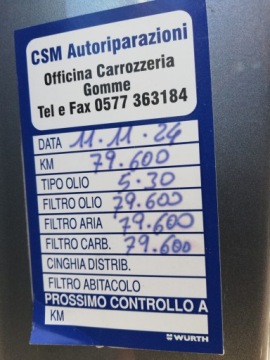 CSM Autoriparazioni
Officina Carrozzeria
Gomme
Tel e Fax 0577 363184
DATA 11.11.24
KM 79.600
TIPO OLIO 5.30
FILTRO OLIO 79.600
FILTRO ARIA 79.600
FILTRO CARB. 79.600
CINGHIA DISTRIB.
FILTRO ABITACOLO
PROSSIMO CONTROLLO A
KM
WURTH